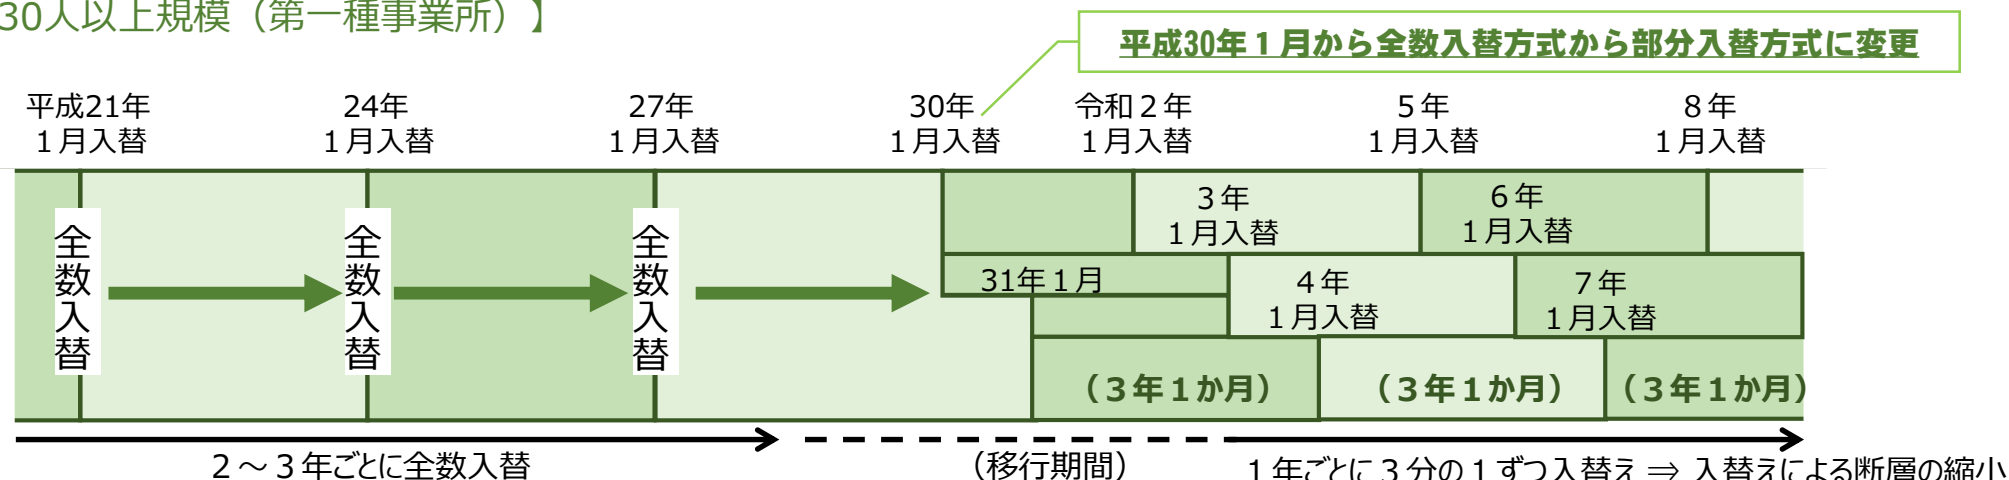 30人以上規模（第一種事業所）】
平成30年１月から全数入替方式から部分入替方式に変更
平成21年
１月入替
24年
１月入替
27年
１月入替
30年
１月入替
令和２年
１月入替
５年
１月入替
８年
１月入替
全数入替
全数入替
全数入替
３年
１月入替
６年
１月入替
31年１月
４年
１月入替
７年
１月入替
（３年１か月）
（３年１か月）
（３年１か月）
２～３年ごとに全数入替
（移行期間）
１年ごとに３分の１ずつ入替え ⇒ 入替えによる断層の縮小